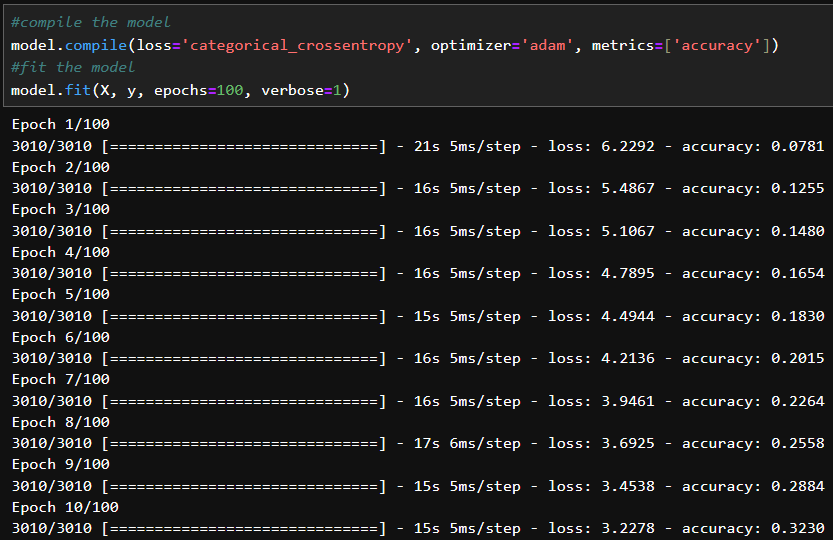 #compile the model
model.compile(loss='categorical_crossentropy', optimizer='adam', metrics=['accuracy'])
#fit the model
model.fit(X, y, epochs=100, verbose=1)
Epoch 1/100
3010/3010 [==============================] - 21s 5ms/step - loss: 6.2292 - accuracy: 0.0781
Epoch 2/100
3010/3010 [==============================] - 16s 5ms/step - loss: 5.4867 - accuracy: 0.1255
Epoch 3/100
3010/3010 [==============================] - 16s 5ms/step - loss: 5.1067 - accuracy: 0.1480
Epoch 4/100
3010/3010 [==============================] - 16s 5ms/step - loss: 4.7895 - accuracy: 0.1654
Epoch 5/100
3010/3010 [==============================] - 15s 5ms/step - loss: 4.4944 - accuracy: 0.1830
Epoch 6/100
3010/3010 [==============================] - 16s 5ms/step - loss: 4.2136 - accuracy: 0.2015
Epoch 7/100
3010/3010 [==============================] - 16s 5ms/step - loss: 3.9461 - accuracy: 0.2264
Epoch 8/100
3010/3010 [==============================] - 17s 6ms/step - loss: 3.6925 - accuracy: 0.2558
Epoch 9/100
3010/3010 [==============================] - 15s 5ms/step - loss: 3.4538 - accuracy: 0.2884
Epoch 10/100
3010/3010 [==============================] - 15s 5ms/step - loss: 3.2278 - accuracy: 0.3230